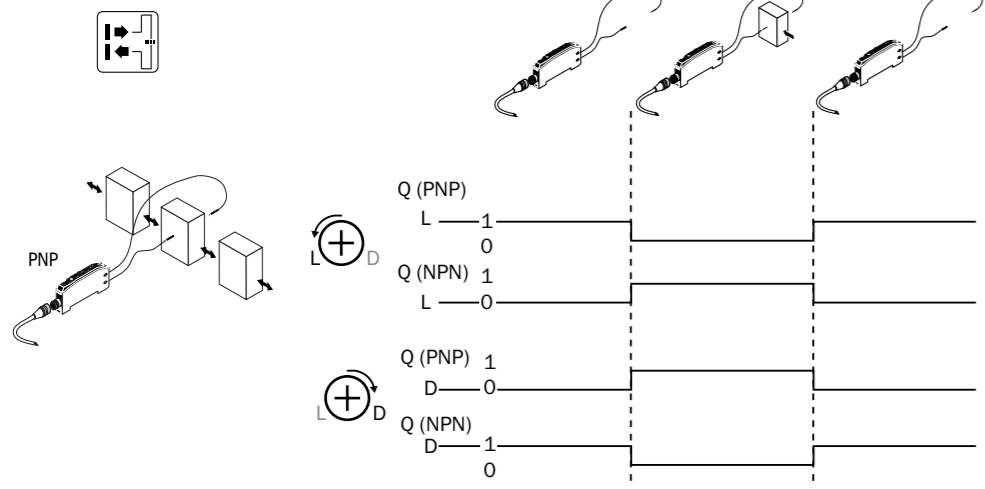 PNP
L D
Q (PNP)
L 1
0
Q (NPN) 1
L 0
L D
Q (PNP) 1
D 0
Q (NPN)
D 1
0